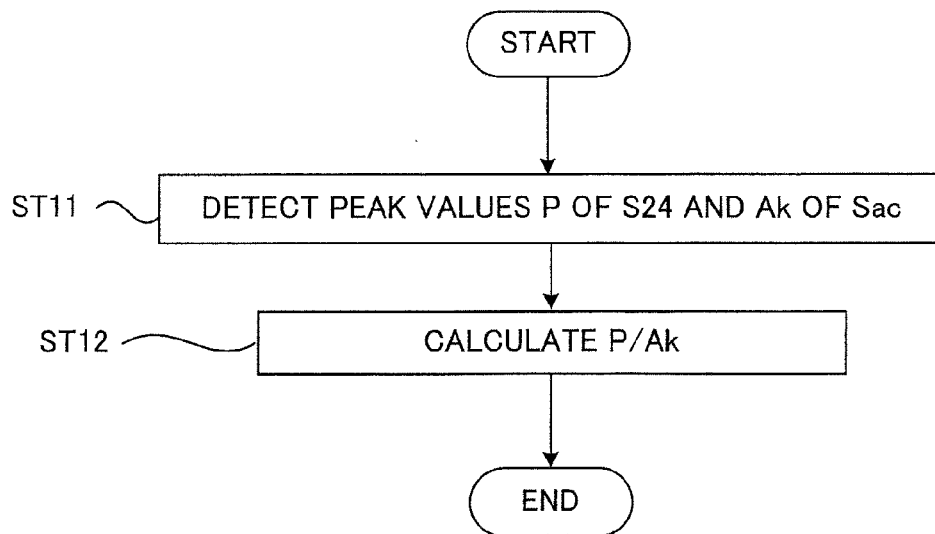 START
ST11
DETECT PEAK VALUES P OF S24 AND Ak OF Sac
ST12
CALCULATE P/Ak
END